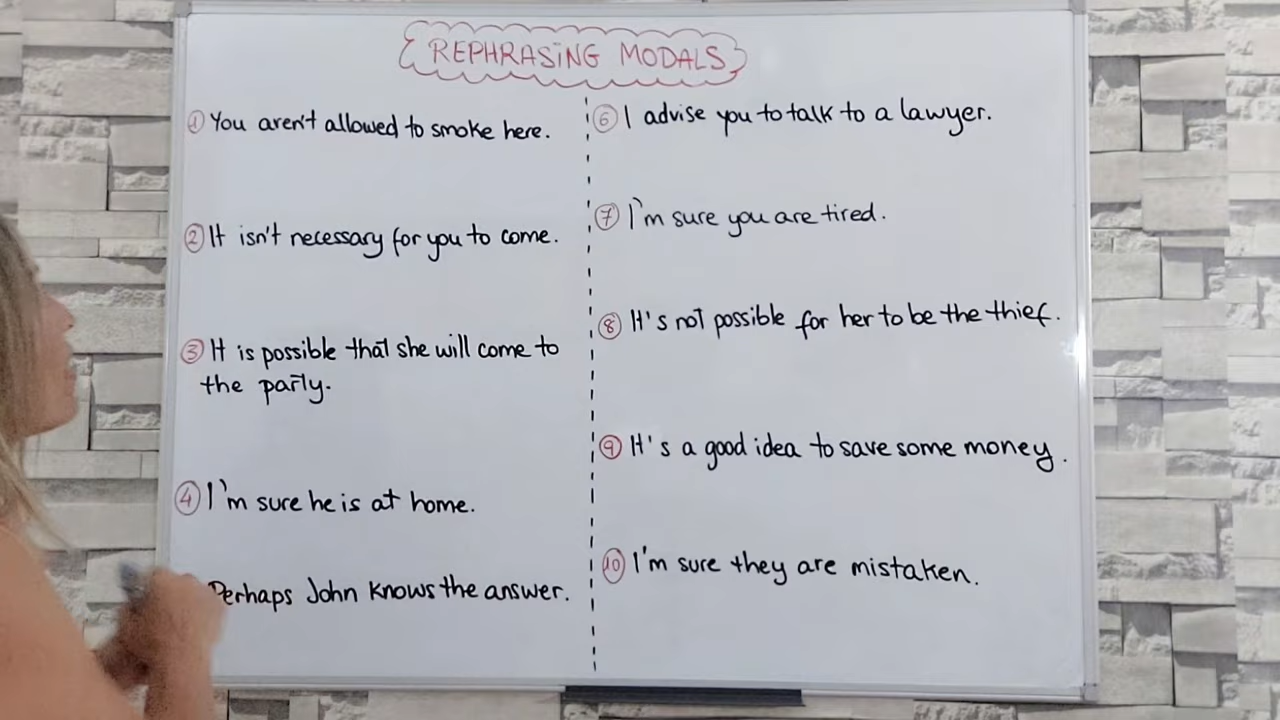 REPHRASING MODALS
1 You aren't allowed to smoke here.
2 It isn't necessary for you to come.
3 It is possible that she will come to
the party.
4 I'm sure he is at home.
Perhaps John knows the answer.
6 I advise you to talk to a lawyer.
7 I'm sure you are tired.
8 It's not possible for her to be the thief.
9 It's a good idea to save some money.
10 I'm sure they are mistaken.